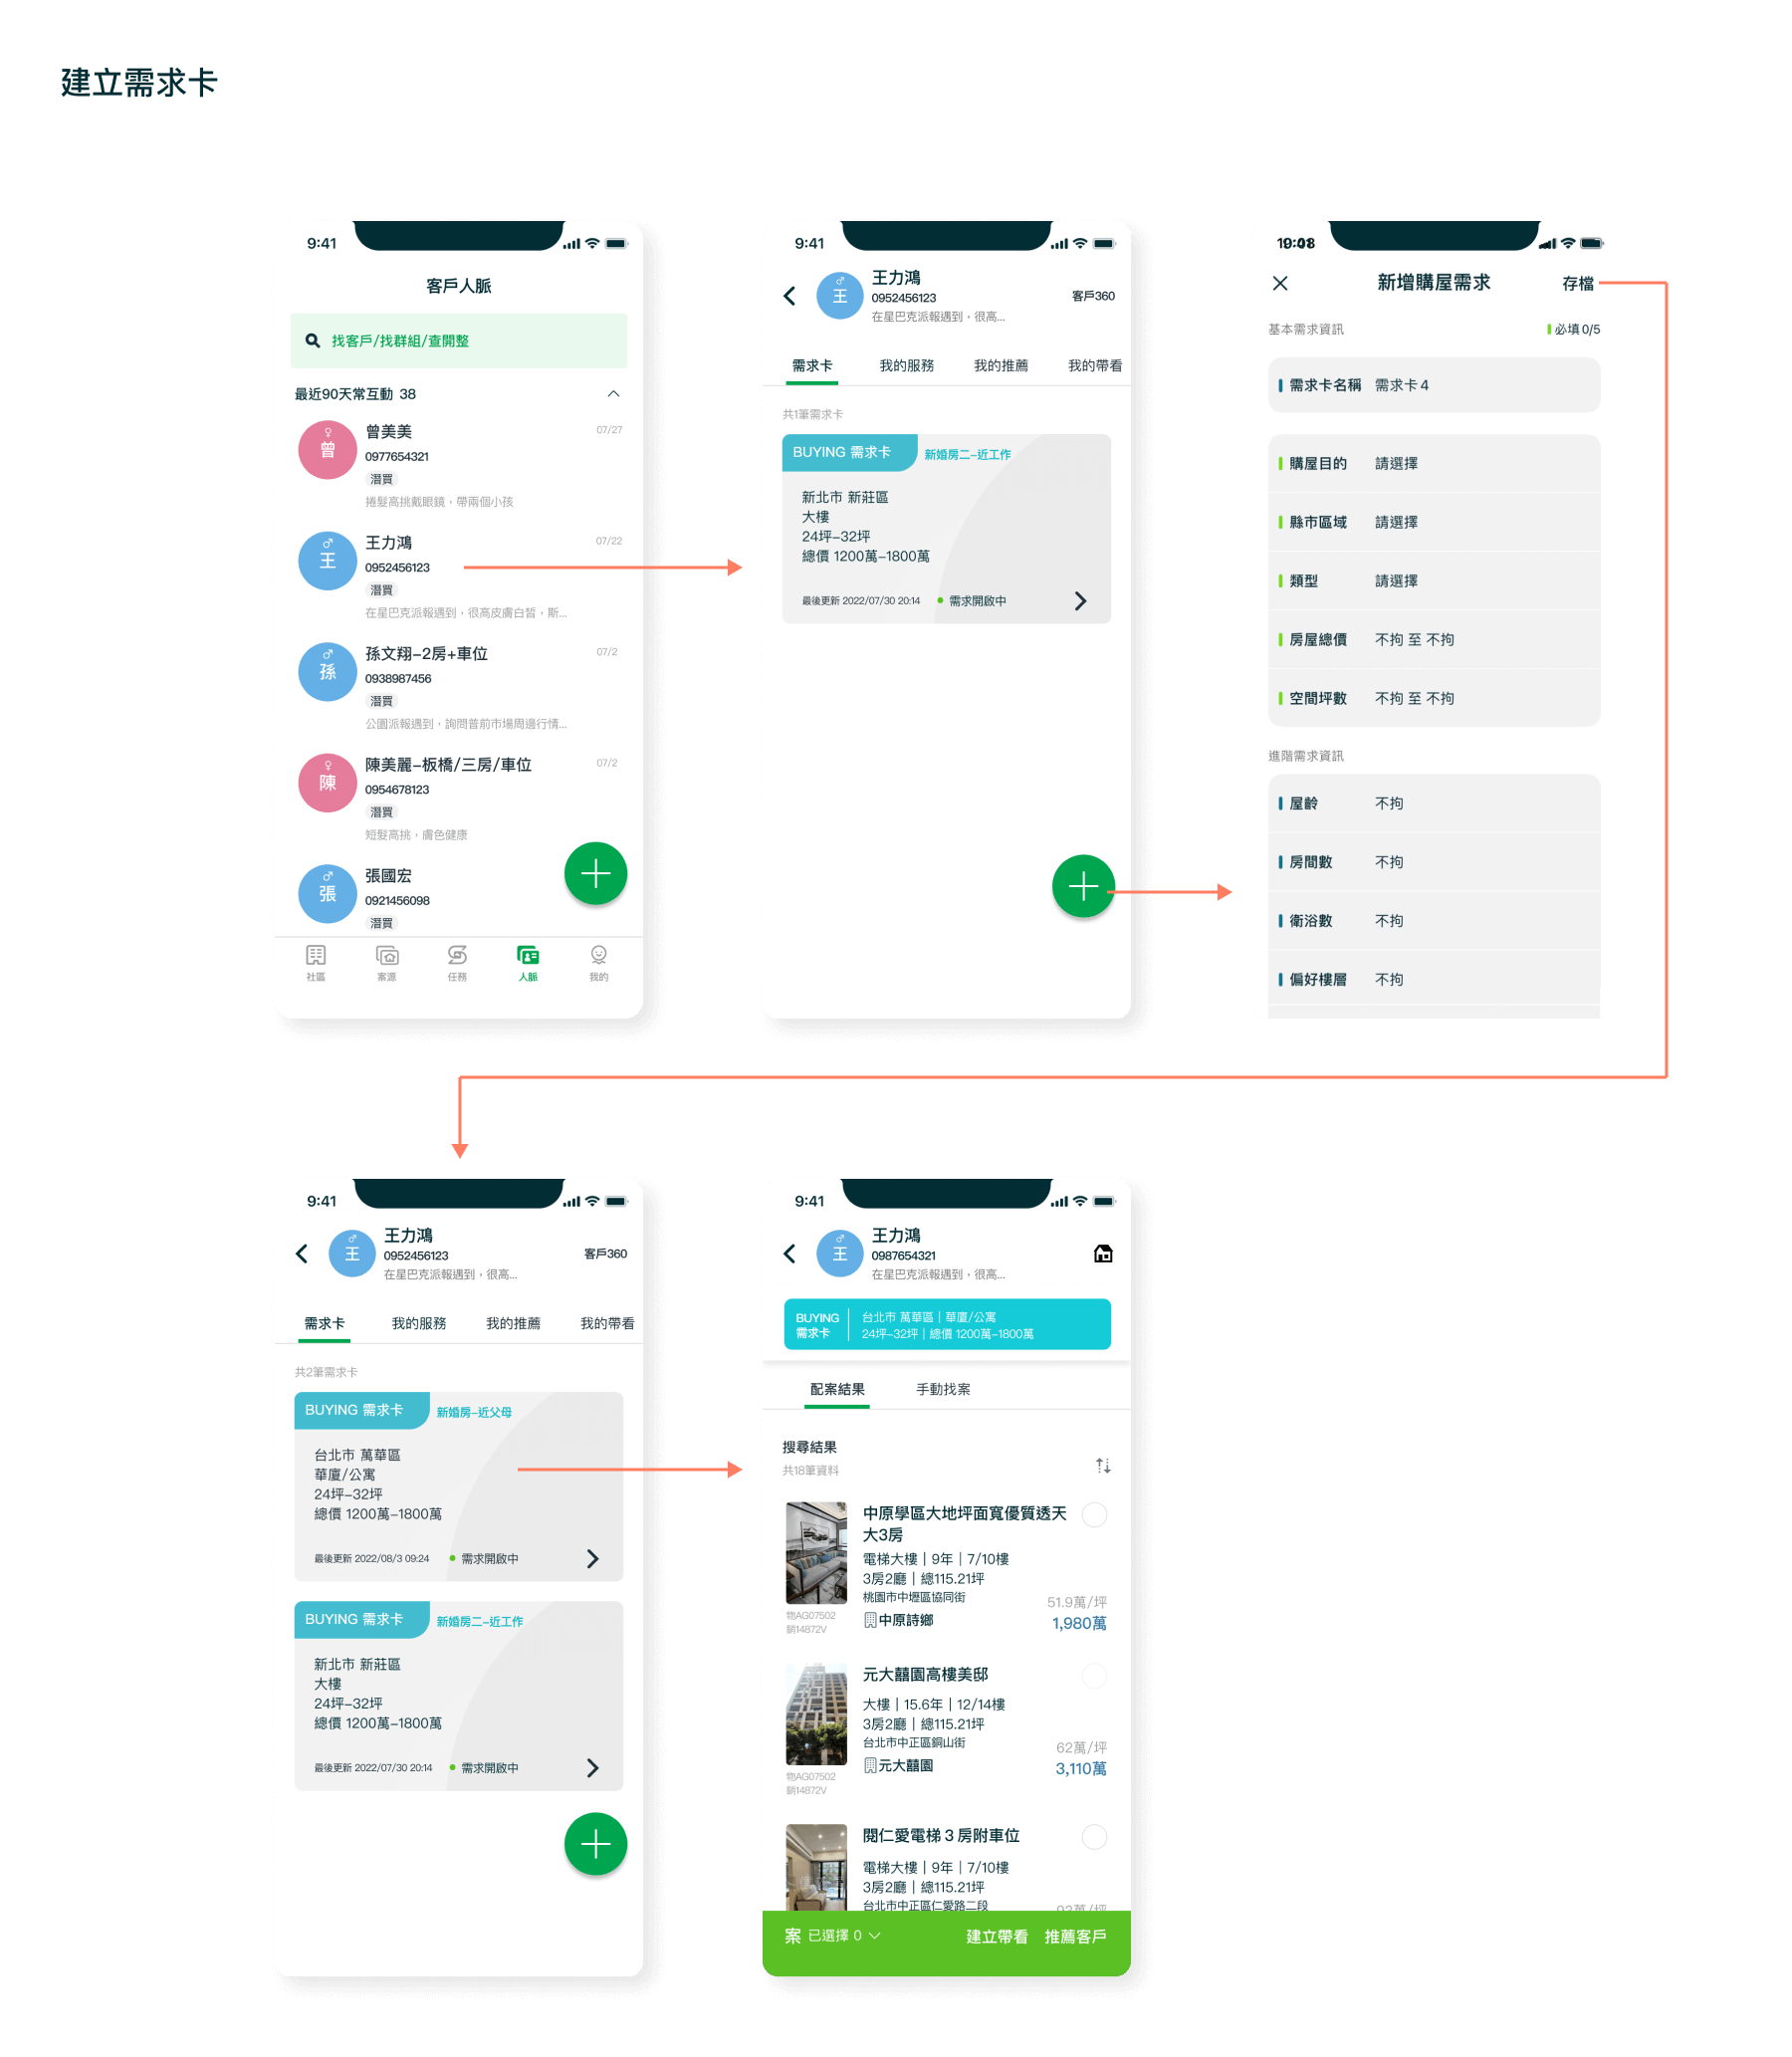 建立需求卡
9:41
客戶人脈
找客戶/找群組/查開整
最近90天常互動 38
曾
曾美美
07/27
0977654321
潛買
捲髮高挑戴眼鏡，帶兩個小孩
王
王力鴻
07/22
0952456123
潛買
在星巴克派報遇到，很高皮膚白皙，斯...
孫
孫文翔-2房+車位
07/2
0938987456
潛買
公園派報遇到，詢問普前市場周邊行情...
陳
陳美麗-板橋/三房/車位
07/2
0954678123
潛買
短髮高挑，膚色健康
張
張國宏
0921456098
潛買
社區
案源
任務
人脈
我的
9:41
王
王力鴻
0952456123
在星巴克派報遇到，很高...
客戶360
需求卡
我的服務
我的推薦
我的帶看
共1筆需求卡
BUYING 需求卡
新婚房二-近工作
新北市 新莊區
大樓
24坪-32坪
總價 1200萬-1800萬
最後更新 2022/07/30 20:14
需求開啟中
新增購屋需求
存檔
基本需求資訊
必填 0/5
需求卡名稱 需求卡 4
購屋目的 請選擇
縣市區域 請選擇
類型 請選擇
房屋總價 不拘 至 不拘
空間坪數 不拘 至 不拘
進階需求資訊
屋齡 不拘
房間數 不拘
衛浴數 不拘
偏好樓層 不拘
9:41
王
王力鴻
0952456123
在星巴克派報遇到，很高...
客戶360
需求卡
我的服務
我的推薦
我的帶看
共2筆需求卡
BUYING 需求卡
新婚房-近父母
台北市 萬華區
華廈/公寓
24坪-32坪
總價 1200萬-1800萬
最後更新 2022/08/3 09:24
需求開啟中
BUYING 需求卡
新婚房二-近工作
新北市 新莊區
大樓
24坪-32坪
總價 1200萬-1800萬
最後更新 2022/07/30 20:14
需求開啟中
9:41
王
王力鴻
0987654321
在星巴克派報遇到，很高...
BUYING
需求卡
台北市 萬華區｜華廈/公寓
24坪-32坪｜總價 1200萬-1800萬
配案結果
手動找案
搜尋結果
共18筆資料
中原學區大地坪面寬優質透天
大3房
電梯大樓｜9年｜7/10樓
3房2廳｜總115.21坪
桃園市中壢區協同街
51.9萬/坪
中原詩鄉
1,980萬
物AG07502
銷14872V
元大囍園高樓美邸
大樓｜15.6年｜12/14樓
3房2廳｜總115.21坪
台北市中正區銅山街
62萬/坪
元大囍園
3,110萬
物AG07502
銷14872V
閱仁愛電梯 3 房附車位
電梯大樓｜9年｜7/10樓
3房2廳｜總115.21坪
台北市中正區仁愛路二段
案 已選擇 0
建立帶看
推薦客戶